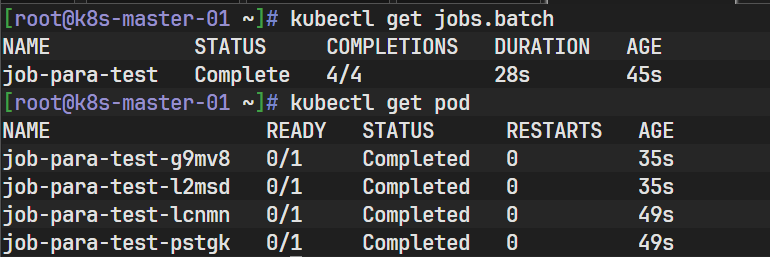 [root@k8s-master-01 ~]# kubectl get jobs.batch
NAME            STATUS     COMPLETIONS   DURATION   AGE
job-para-test   Complete   4/4           28s        45s
[root@k8s-master-01 ~]# kubectl get pod
NAME                  READY   STATUS      RESTARTS   AGE
job-para-test-g9mv8   0/1     Completed   0          35s
job-para-test-l2msd   0/1     Completed   0          35s
job-para-test-lcnmn   0/1     Completed   0          49s
job-para-test-pstgk   0/1     Completed   0          49s